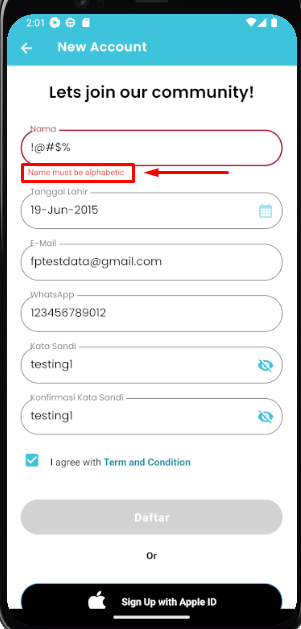 2:01
New Account
Lets join our community!
Nama
!@#$%
Name must be alphabetic
Tanggal Lahir
19-Jun-2015
E-Mail
fptestdata@gmail.com
WhatsApp
123456789012
Kata Sandi
testing1
Konfirmasi Kata Sandi
testing1
I agree with Term and Condition
Daftar
Or
Sign Up with Apple ID